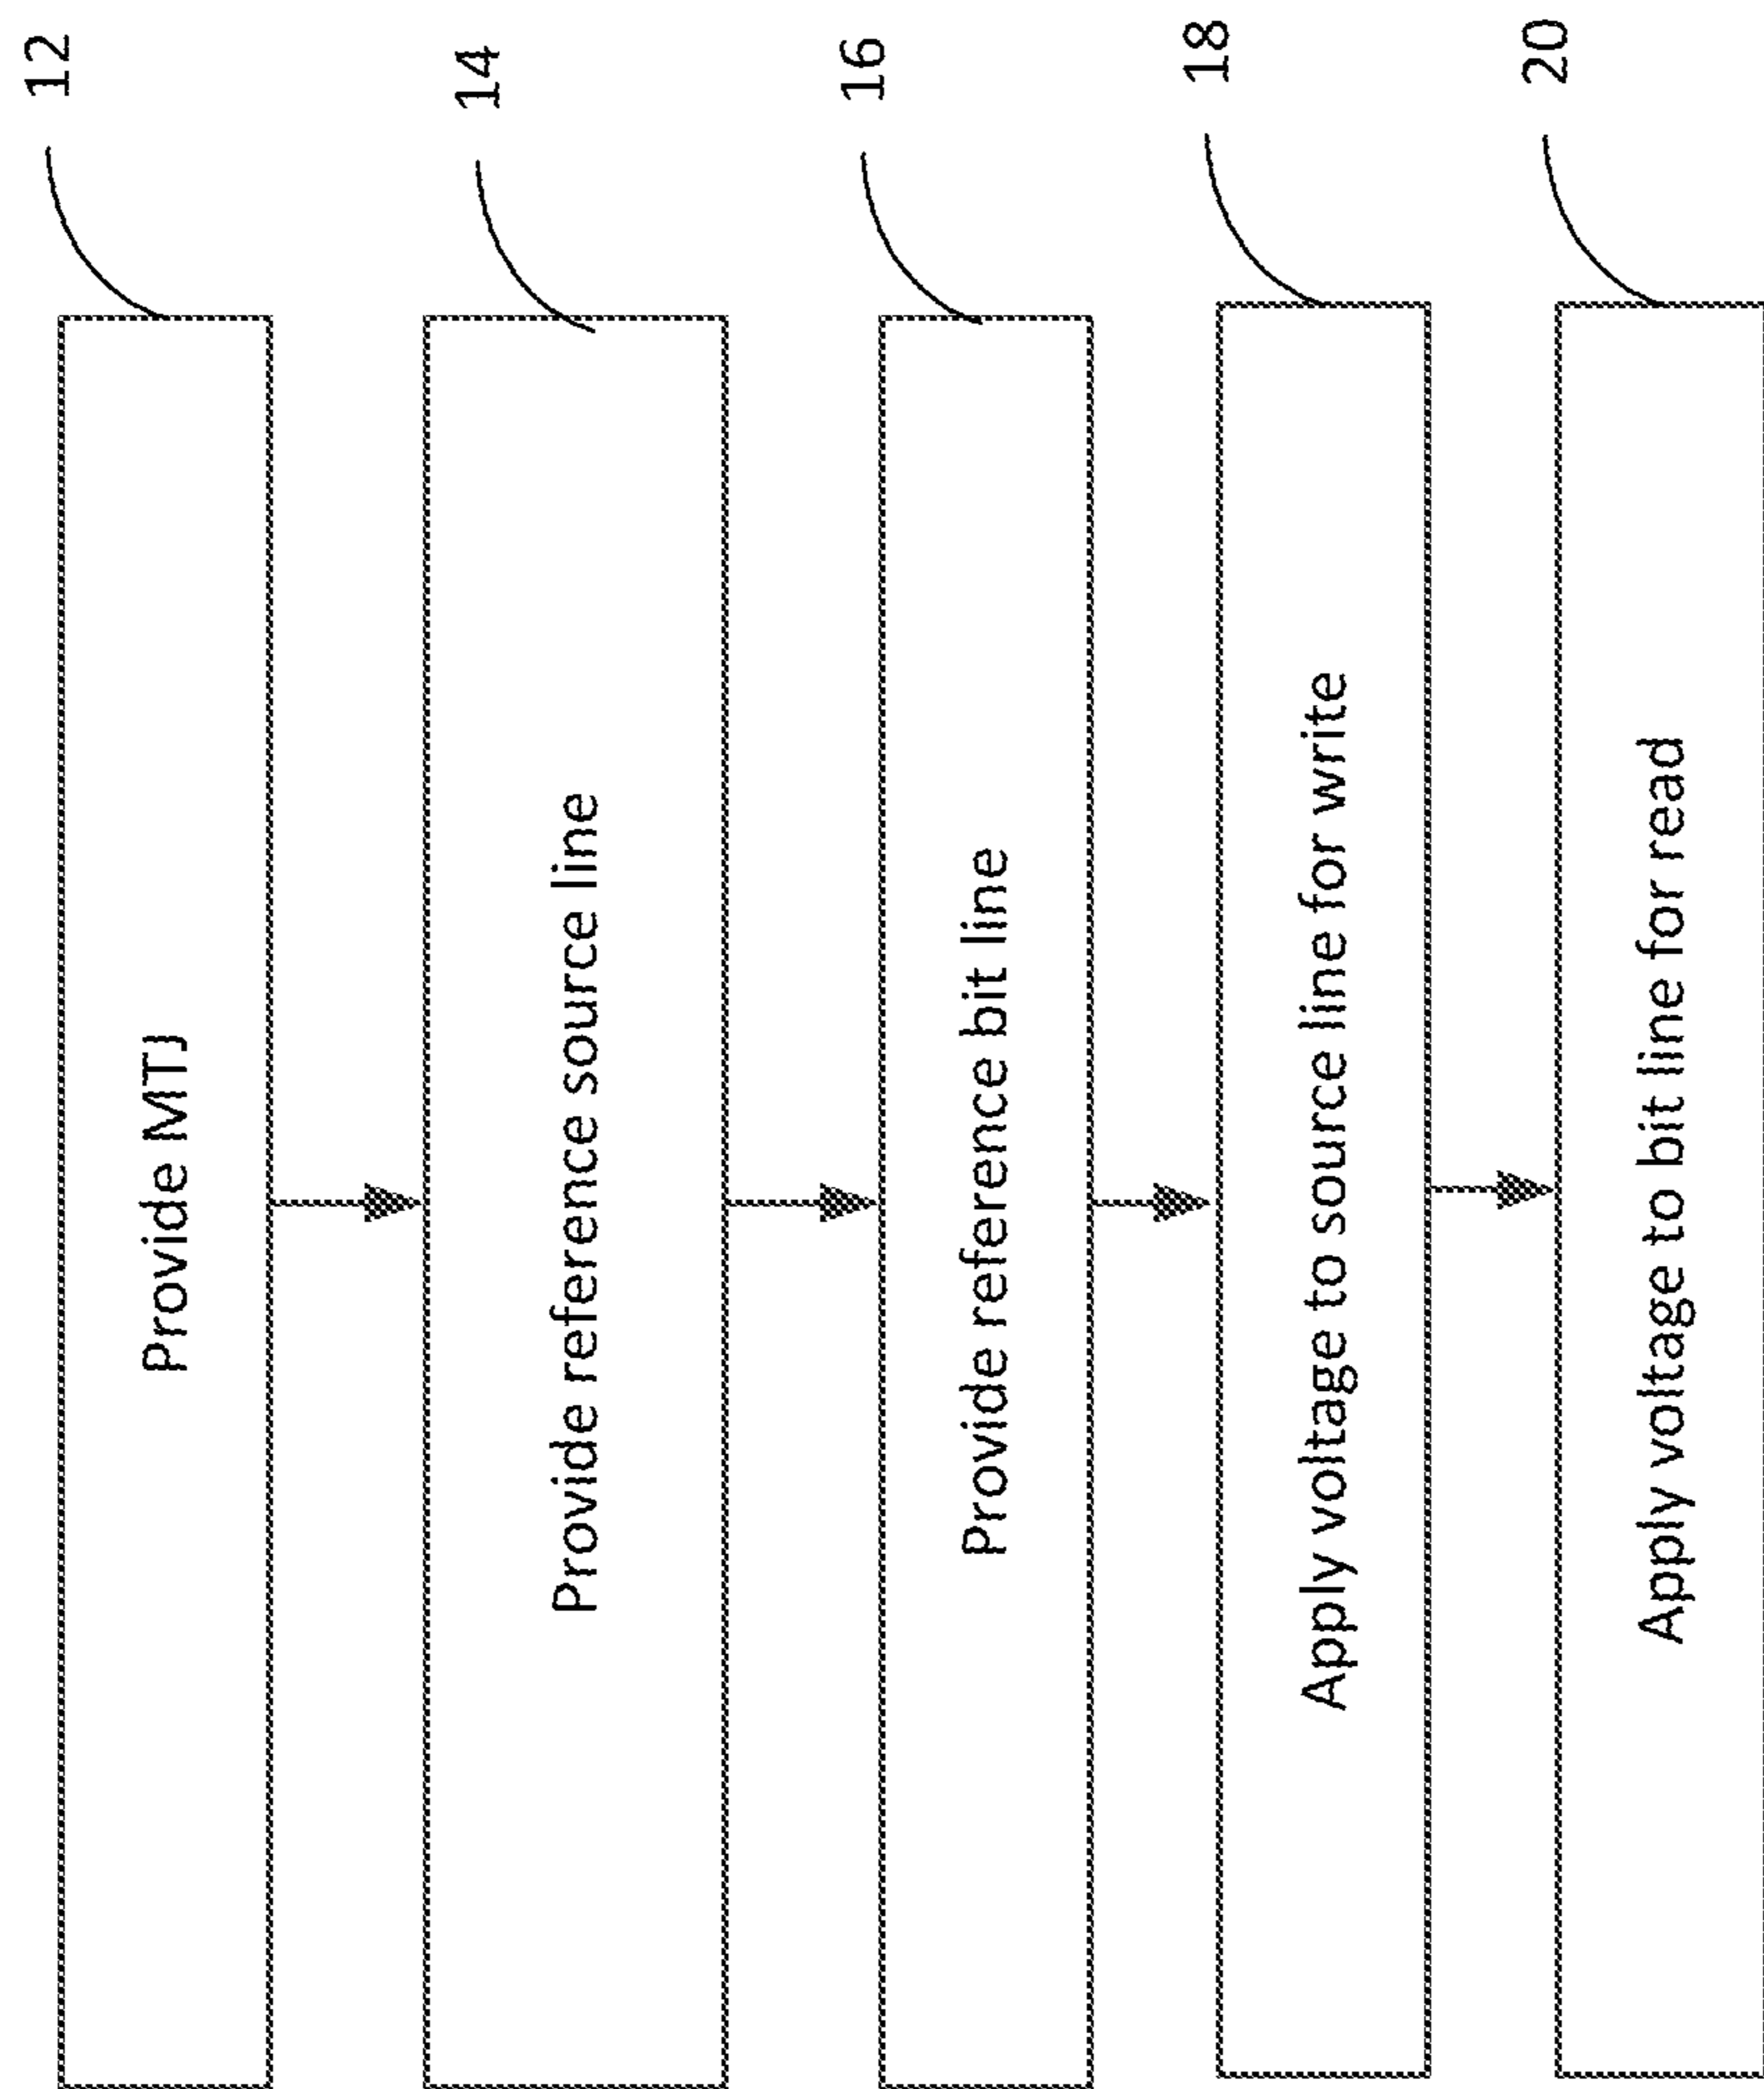 12
Provide MTJ
14
Provide reference source line
16
Provide reference bit line
18
Apply voltage to source line for write
20
Apply voltage to bit line for read